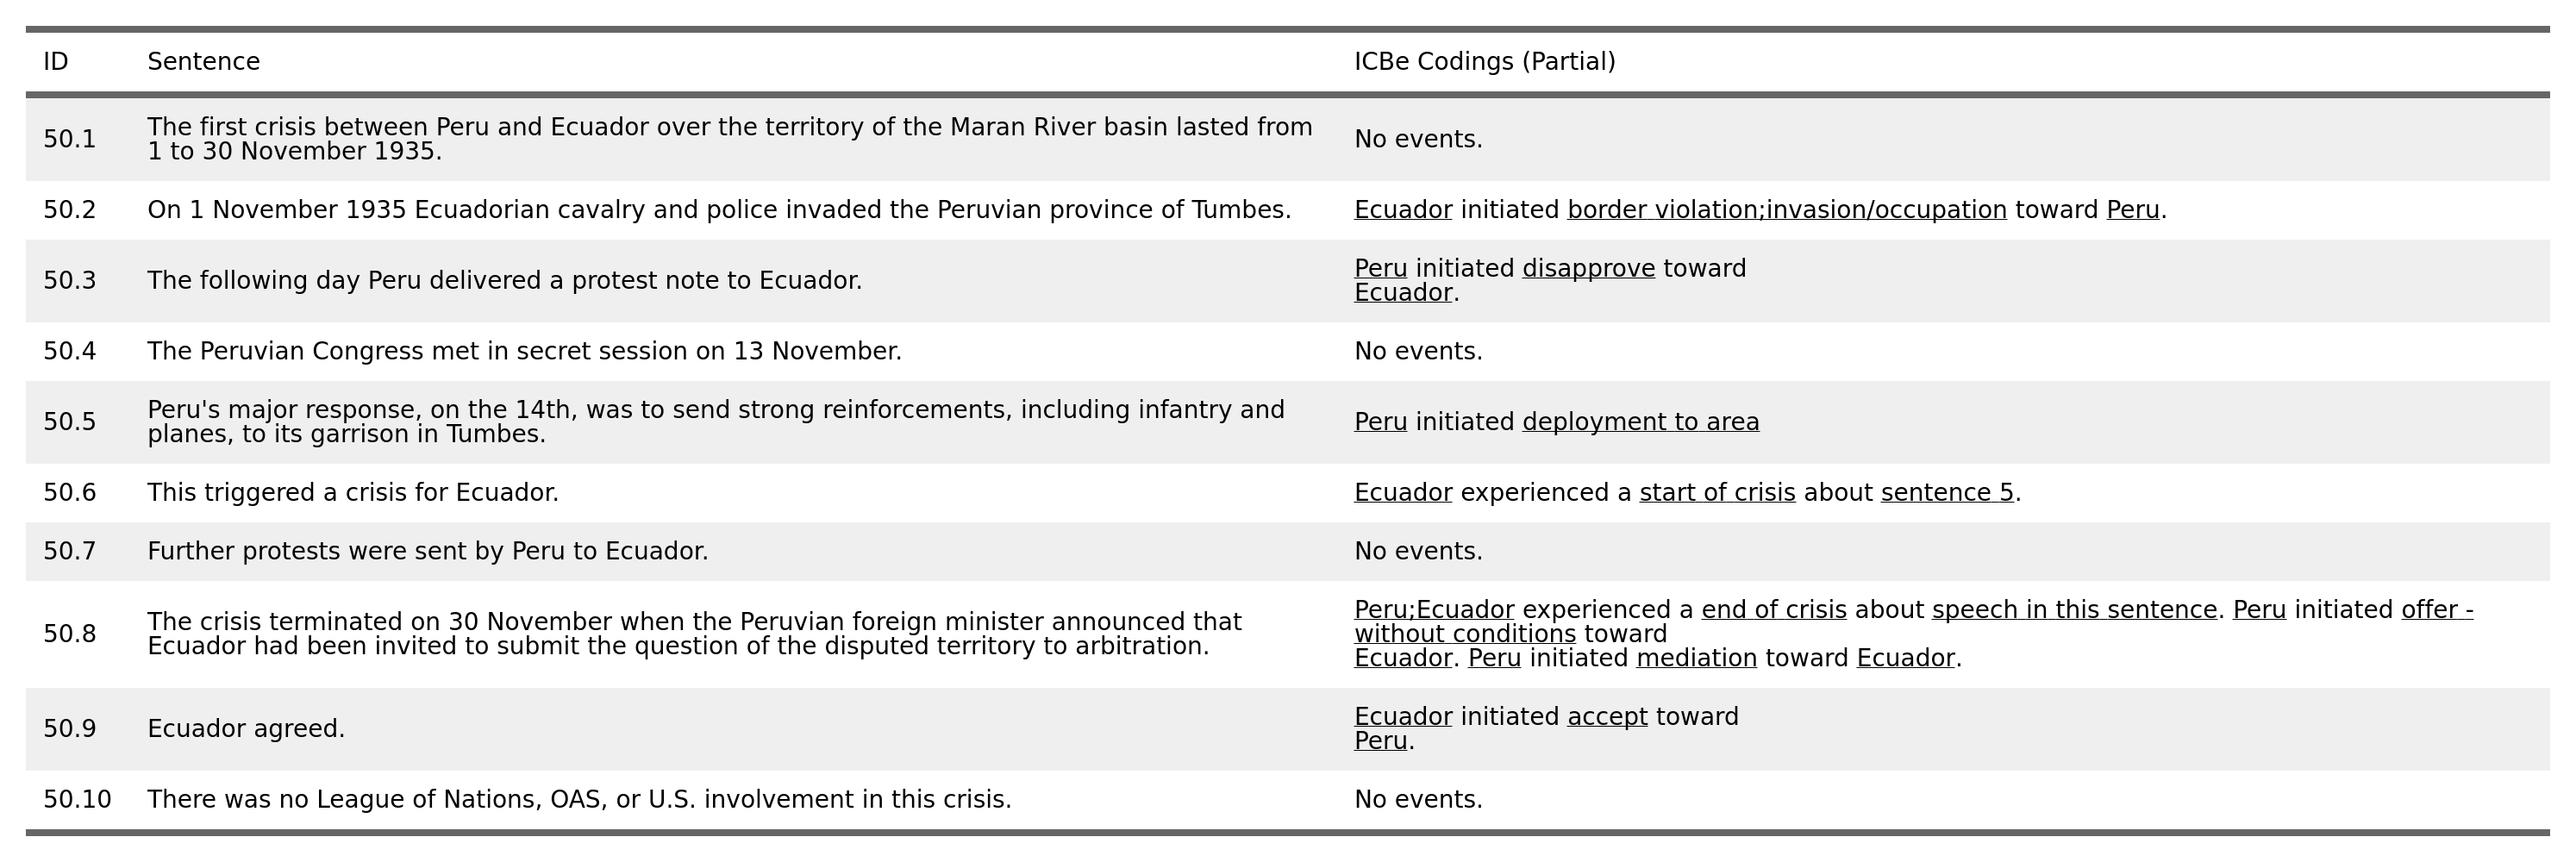 ID Sentence ICBe Codings (Partial)
50.1 The first crisis between Peru and Ecuador over the territory of the Maran River basin lasted from
1 to 30 November 1935. No events.
50.2 On 1 November 1935 Ecuadorian cavalry and police invaded the Peruvian province of Tumbes. Ecuador initiated border violation;invasion/occupation toward Peru.
50.3 The following day Peru delivered a protest note to Ecuador. Peru initiated disapprove toward
Ecuador.
50.4 The Peruvian Congress met in secret session on 13 November. No events.
50.5 Peru's major response, on the 14th, was to send strong reinforcements, including infantry and
planes, to its garrison in Tumbes. Peru initiated deployment to area
50.6 This triggered a crisis for Ecuador. Ecuador experienced a start of crisis about sentence 5.
50.7 Further protests were sent by Peru to Ecuador. No events.
50.8 The crisis terminated on 30 November when the Peruvian foreign minister announced that
Ecuador had been invited to submit the question of the disputed territory to arbitration.
Peru;Ecuador experienced a end of crisis about speech in this sentence. Peru initiated offer -
without conditions toward
Ecuador. Peru initiated mediation toward Ecuador.
50.9 Ecuador agreed. Ecuador initiated accept toward
Peru.
50.10 There was no League of Nations, OAS, or U.S. involvement in this crisis. No events.